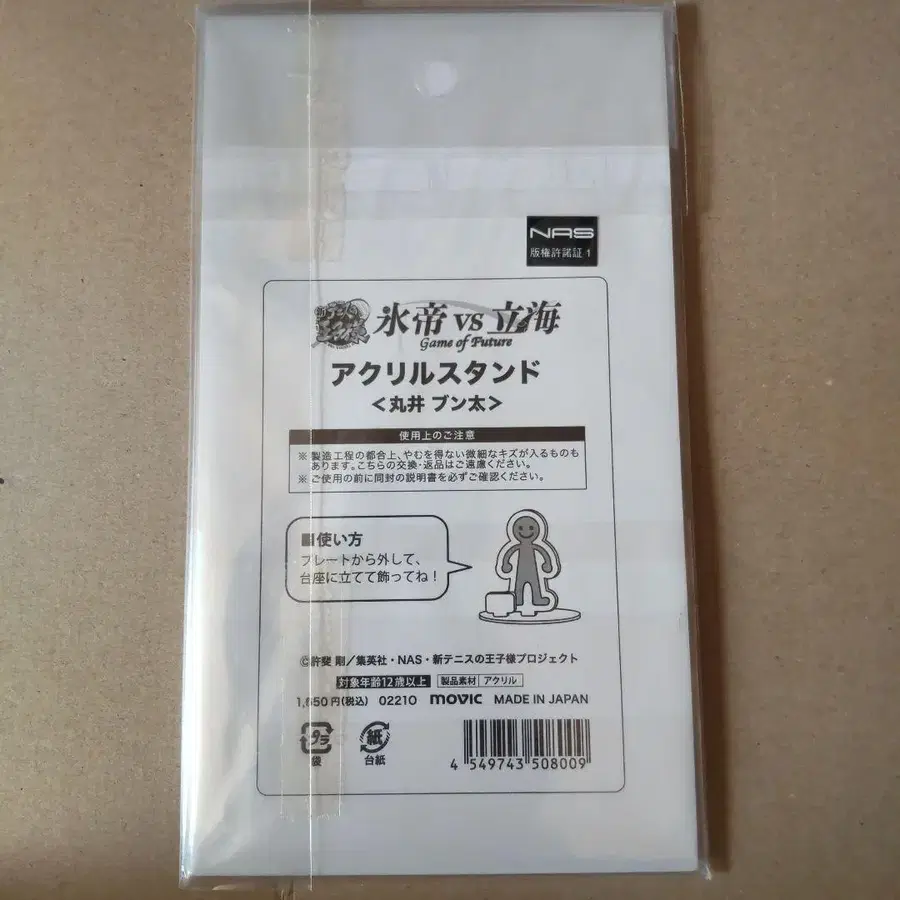 NAS
版権許諾証 1
氷帝 vs 立海
Game of Future
アクリルスタンド
＜丸井 ブン太＞
使用上のご注意
※ 製造工程の都合上、やむを得ない微細なキズが入るものも
あります。こちらの交換・返品はご遠慮ください。
※ ご使用の前に同封の説明書を必ずご確認ください。
■使い方
プレートから外して、
台座に立てて飾ってね！
©許斐 剛／集英社・NAS・新テニスの王子様プロジェクト
対象年齢12歳以上 製品素材 アクリル
1,650円(税込) 02210 movic MADE IN JAPAN
プラ 紙
袋 台紙
4 549743 508009